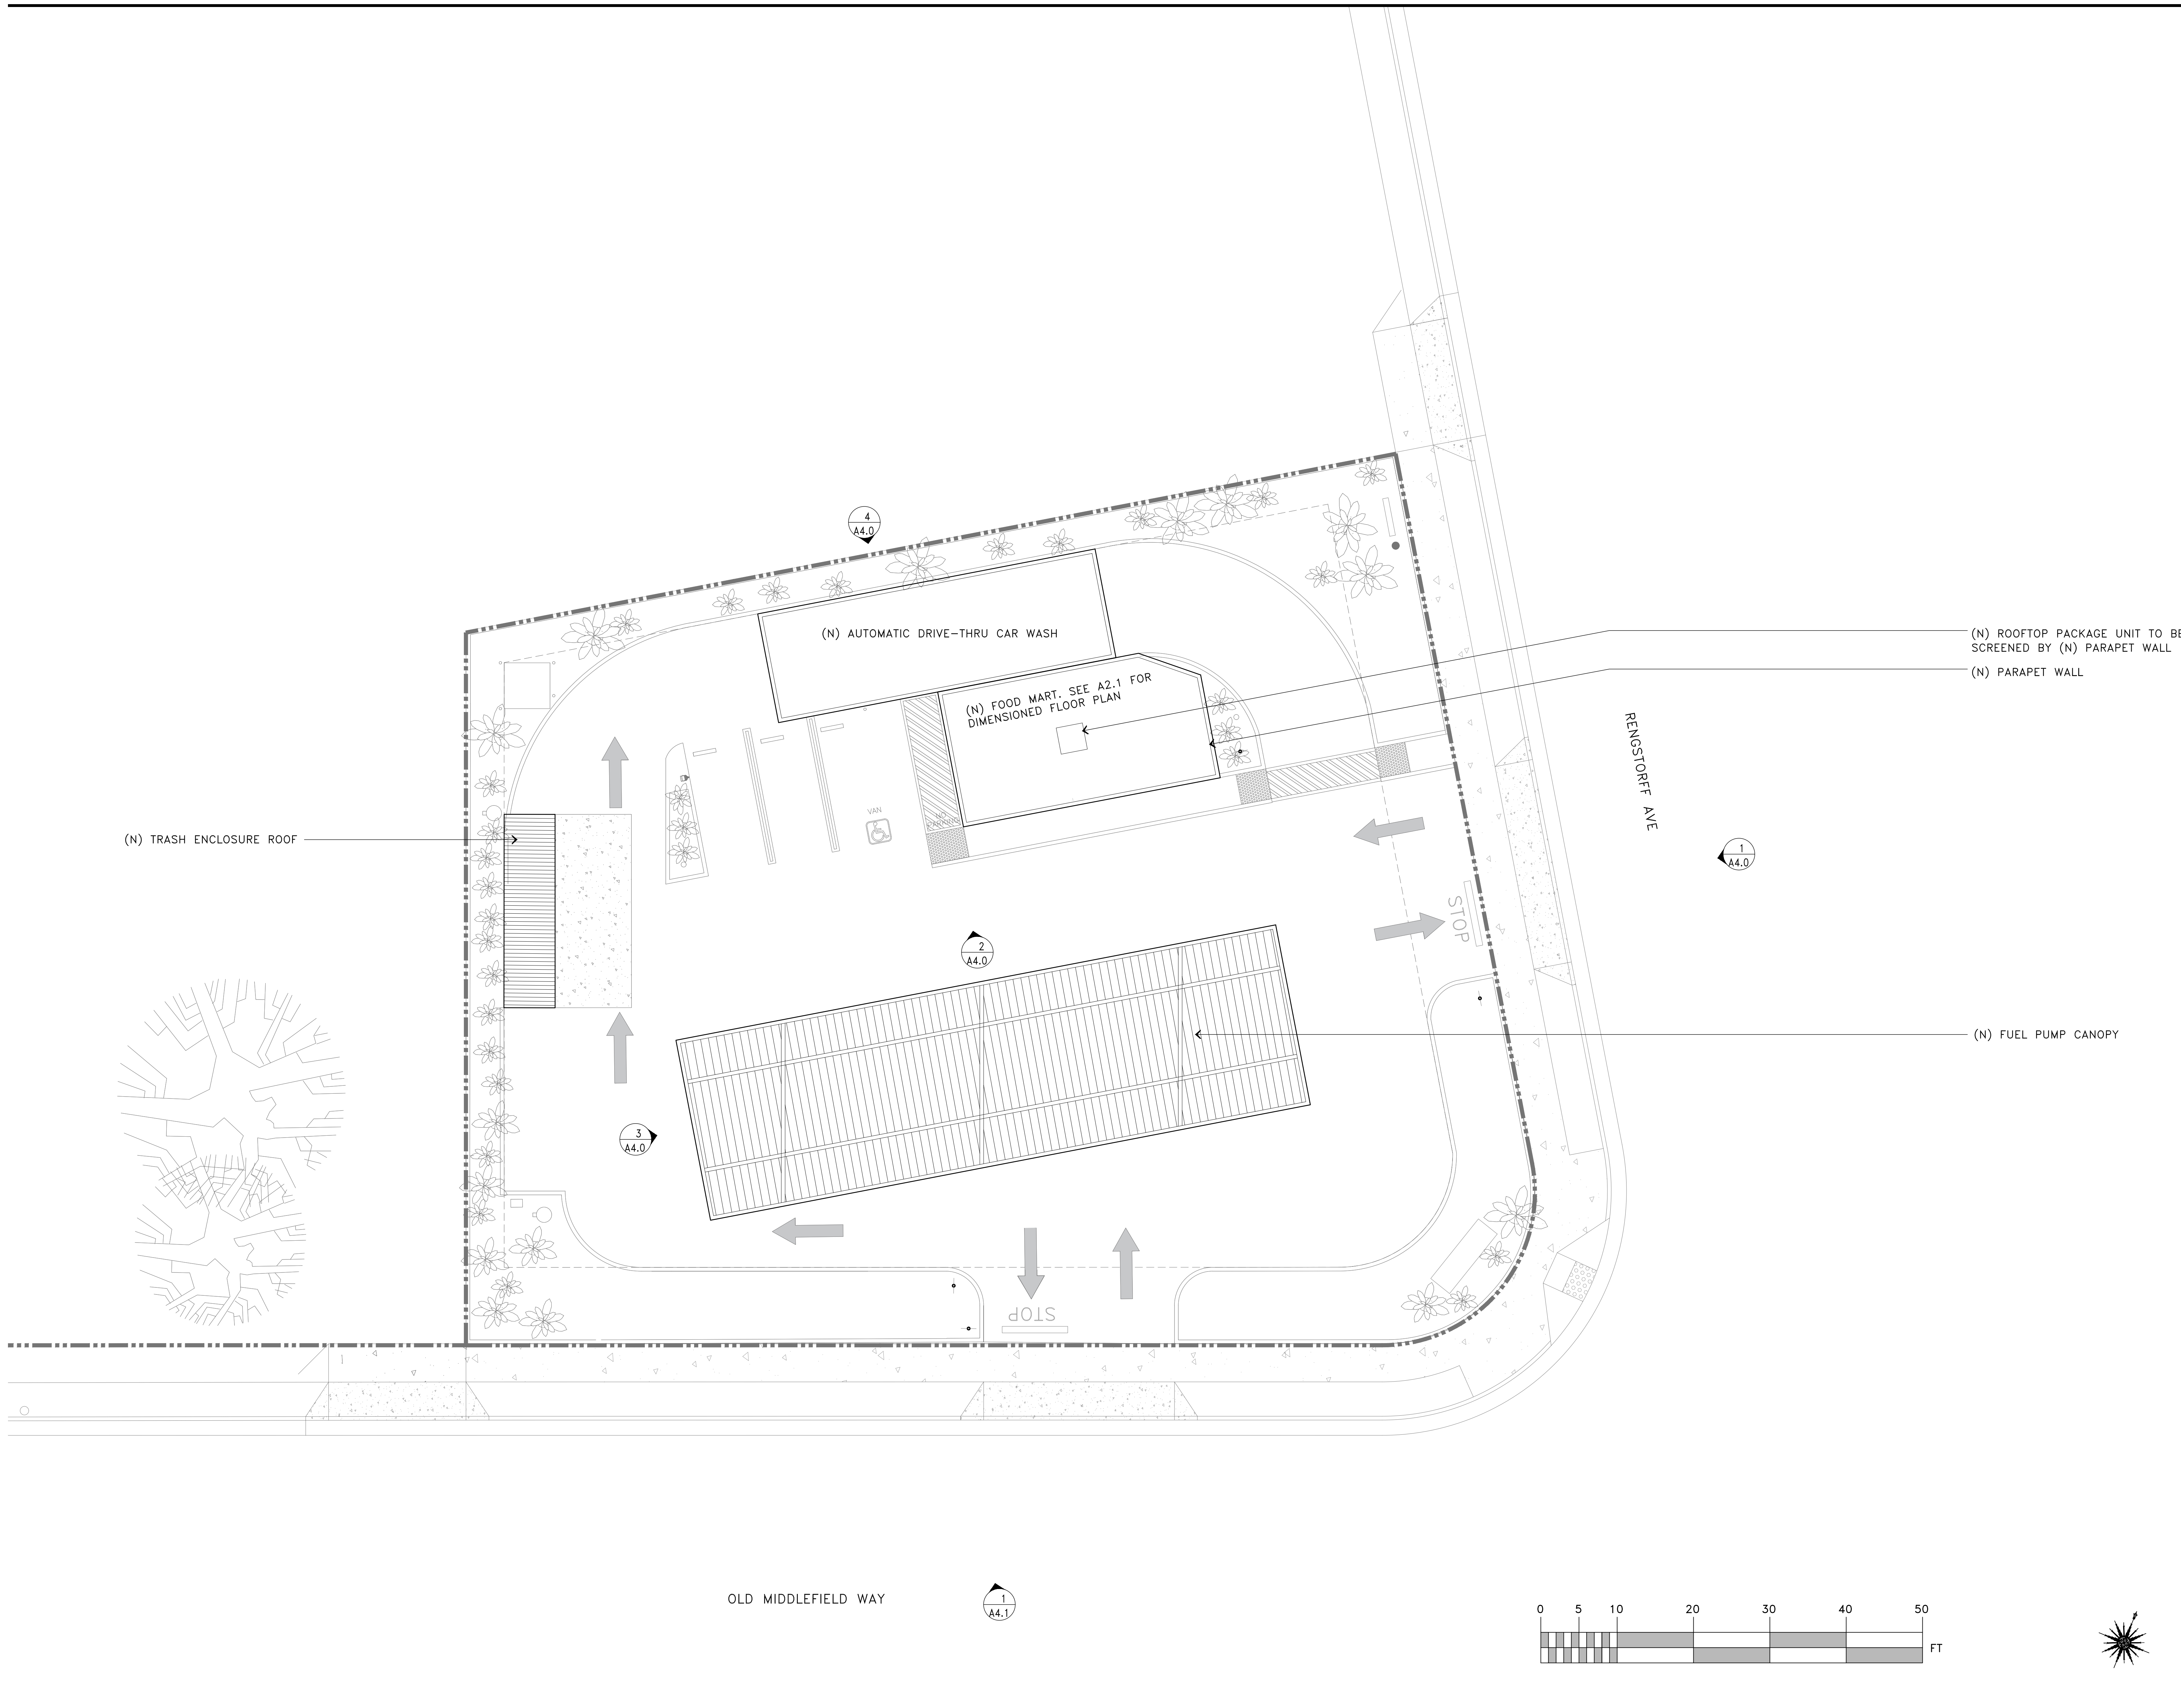 4
A4.0
(N) AUTOMATIC DRIVE-THRU CAR WASH
(N) ROOFTOP PACKAGE UNIT TO BE
SCREENED BY (N) PARAPET WALL
(N) PARAPET WALL
(N) FOOD MART. SEE A2.1 FOR
DIMENSIONED FLOOR PLAN
RENGSTORFF AVE
VAN
NO
PARKING
(N) TRASH ENCLOSURE ROOF
1
A4.0
STOP
2
A4.0
(N) FUEL PUMP CANOPY
3
A4.0
STOP
OLD MIDDLEFIELD WAY
1
A4.1
0 5 10 20 30 40 50
FT